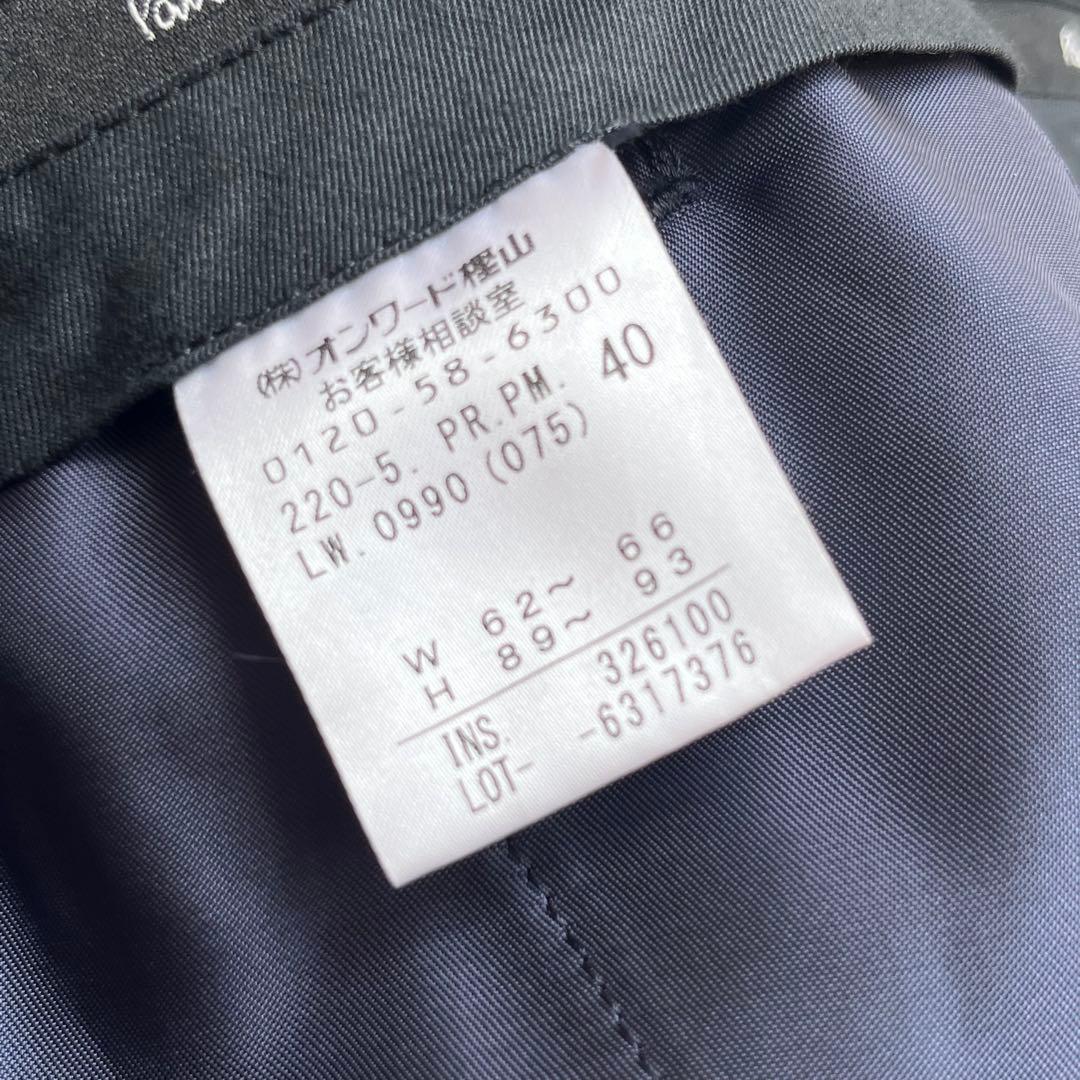 (株)オンワード樫山
お客様相談室
0120-58-6300
220-5. PR.PM. 40
LW.0990(075)
W 62~ 66
H 89~ 93
INS. 326100
LOT- -6317376